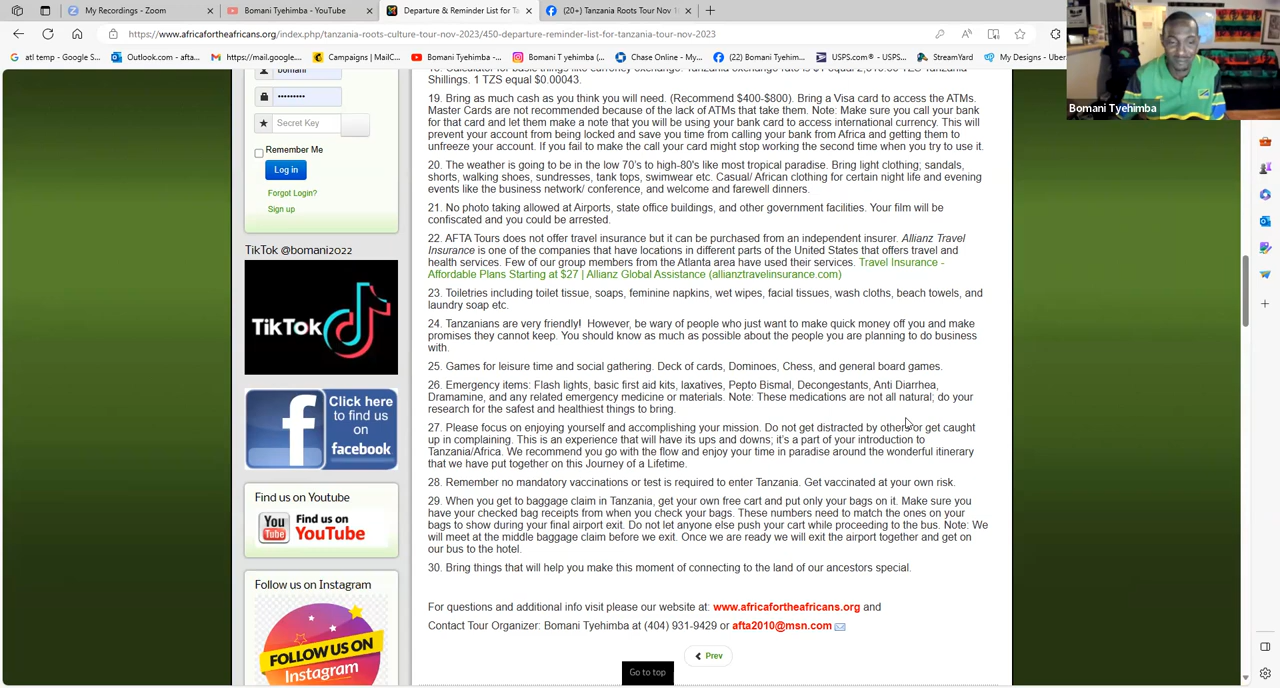 My Recordings - Zoom
Bomani Tyehimba - YouTube
Departure & Reminder List for Ta
(20+) Tanzania Roots Tour Nov 1
https://www.africafortheafricans.org/index.php/tanzania-roots-culture-tour-nov-2023/450-departure-reminder-list-for-tanzania-tour-nov-2023
atl temp - Google S...
Outlook.com - afta...
https://mail.googl...
Campaigns | MailC...
Bomani Tyehimba -...
Bomani Tyehimba -...
Chase Online - My...
(22) Bomani Tyehim...
USPS.com® - USPS...
StreamYard
My Designs - Uber
Bomani Tyehimba
Secret Key
Remember Me
Log in
Forgot Login?
Sign up
TikTok @bomani2022
TikTok
Click here
to find us
on
facebook
Find us on Youtube
You
Tube
Find us on
YouTube
Follow us on Instagram
FOLLOW US ON
Instagram
Shillings. 1 TZS equal $0.00043.
19. Bring as much cash as you think you will need. (Recommend $400-$800). Bring a Visa card to access the ATMs.
Master Cards are not recommended because of the lack of ATMs that take them. Note: Make sure you call your bank
for that card and let them make a note that you will be using your bank card to access international currency. This will
prevent your account from being locked and save you time from calling your bank from Africa and getting them to
unfreeze your account. If you fail to make the call your card might stop working the second time when you try to use it.
20. The weather is going to be in the low 70's to high-80's like most tropical paradise. Bring light clothing; sandals,
shorts, walking shoes, sundresses, tank tops, swimwear etc. Casual/ African clothing for certain night life and evening
events like the business network/ conference, and welcome and farewell dinners.
21. No photo taking allowed at Airports, state office buildings, and other government facilities. Your film will be
confiscated and you could be arrested.
22. AFTA Tours does not offer travel insurance but it can be purchased from an independent insurer. Allianz Travel
Insurance is one of the companies that have locations in different parts of the United States that offers travel and
health services. Few of our group members from the Atlanta area have used their services. Travel Insurance -
Affordable Plans Starting at $27 | Allianz Global Assistance (allianztravelinsurance.com)
23. Toiletries including toilet tissue, soaps, feminine napkins, wet wipes, facial tissues, wash cloths, beach towels, and
laundry soap etc.
24. Tanzanians are very friendly! However, be wary of people who just want to make quick money off you and make
promises they cannot keep. You should know as much as possible about the people you are planning to do business
with.
25. Games for leisure time and social gathering. Deck of cards, Dominoes, Chess, and general board games.
26. Emergency items: Flash lights, basic first aid kits, laxatives, Pepto Bismal, Decongestants, Anti Diarrhea,
Dramamine, and any related emergency medicine or materials. Note: These medications are not all natural; do your
research for the safest and healthiest things to bring.
27. Please focus on enjoying yourself and accomplishing your mission. Do not get distracted by others or get caught
up in complaining. This is an experience that will have its ups and downs; it's a part of your introduction to
Tanzania/Africa. We recommend you go with the flow and enjoy your time in paradise around the wonderful itinerary
that we have put together on this Journey of a Lifetime.
28. Remember no mandatory vaccinations or test is required to enter Tanzania. Get vaccinated at your own risk.
29. When you get to baggage claim in Tanzania, get your own free cart and put only your bags on it. Make sure you
have your checked bag receipts from when you check your bags. These numbers need to match the ones on your
bags to show during your final airport exit. Do not let anyone else push your cart while proceeding to the bus. Note: We
will meet at the middle baggage claim before we exit. Once we are ready we will exit the airport together and get on
our bus to the hotel.
30. Bring things that will help you make this moment of connecting to the land of our ancestors special.
For questions and additional info visit please our website at: www.africafortheafricans.org and
Contact Tour Organizer: Bomani Tyehimba at (404) 931-9429 or afta2010@msn.com
Prev
Go to top